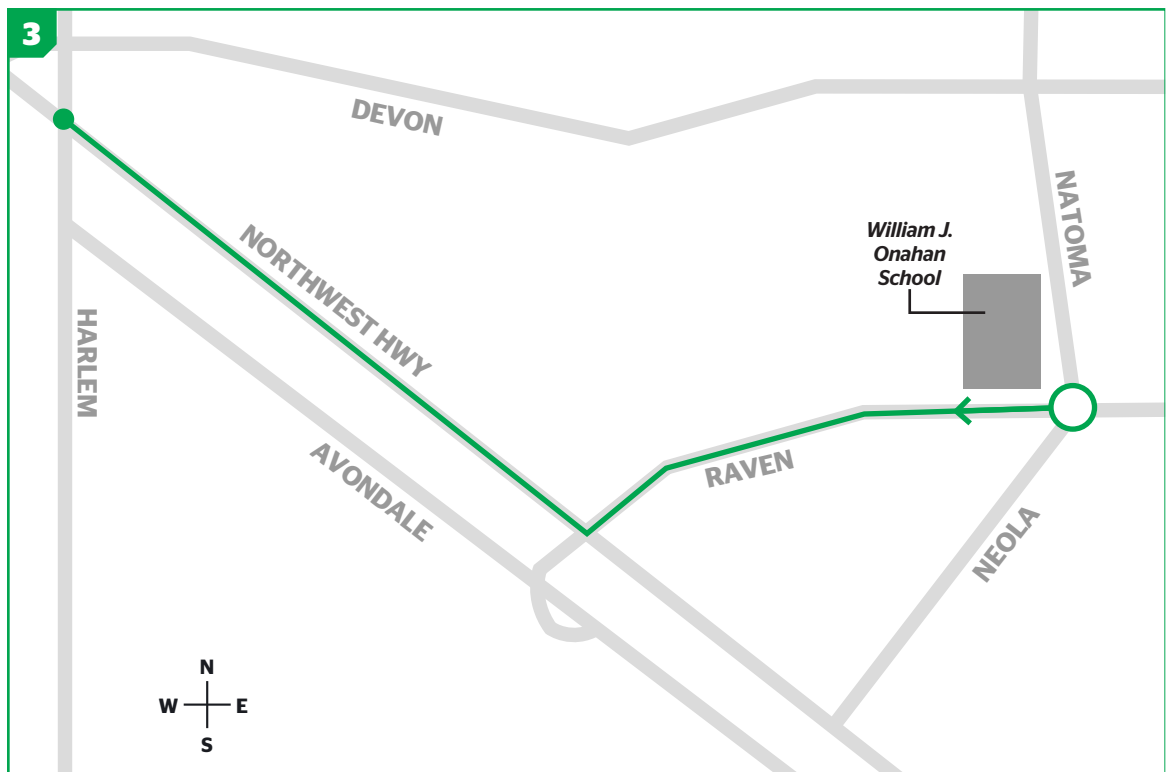 3
DEVON
NATOMA
William J.
Onahan
School
NORTHWEST HWY
HARLEM
AVONDALE
RAVEN
NEOLA
N
W E
S